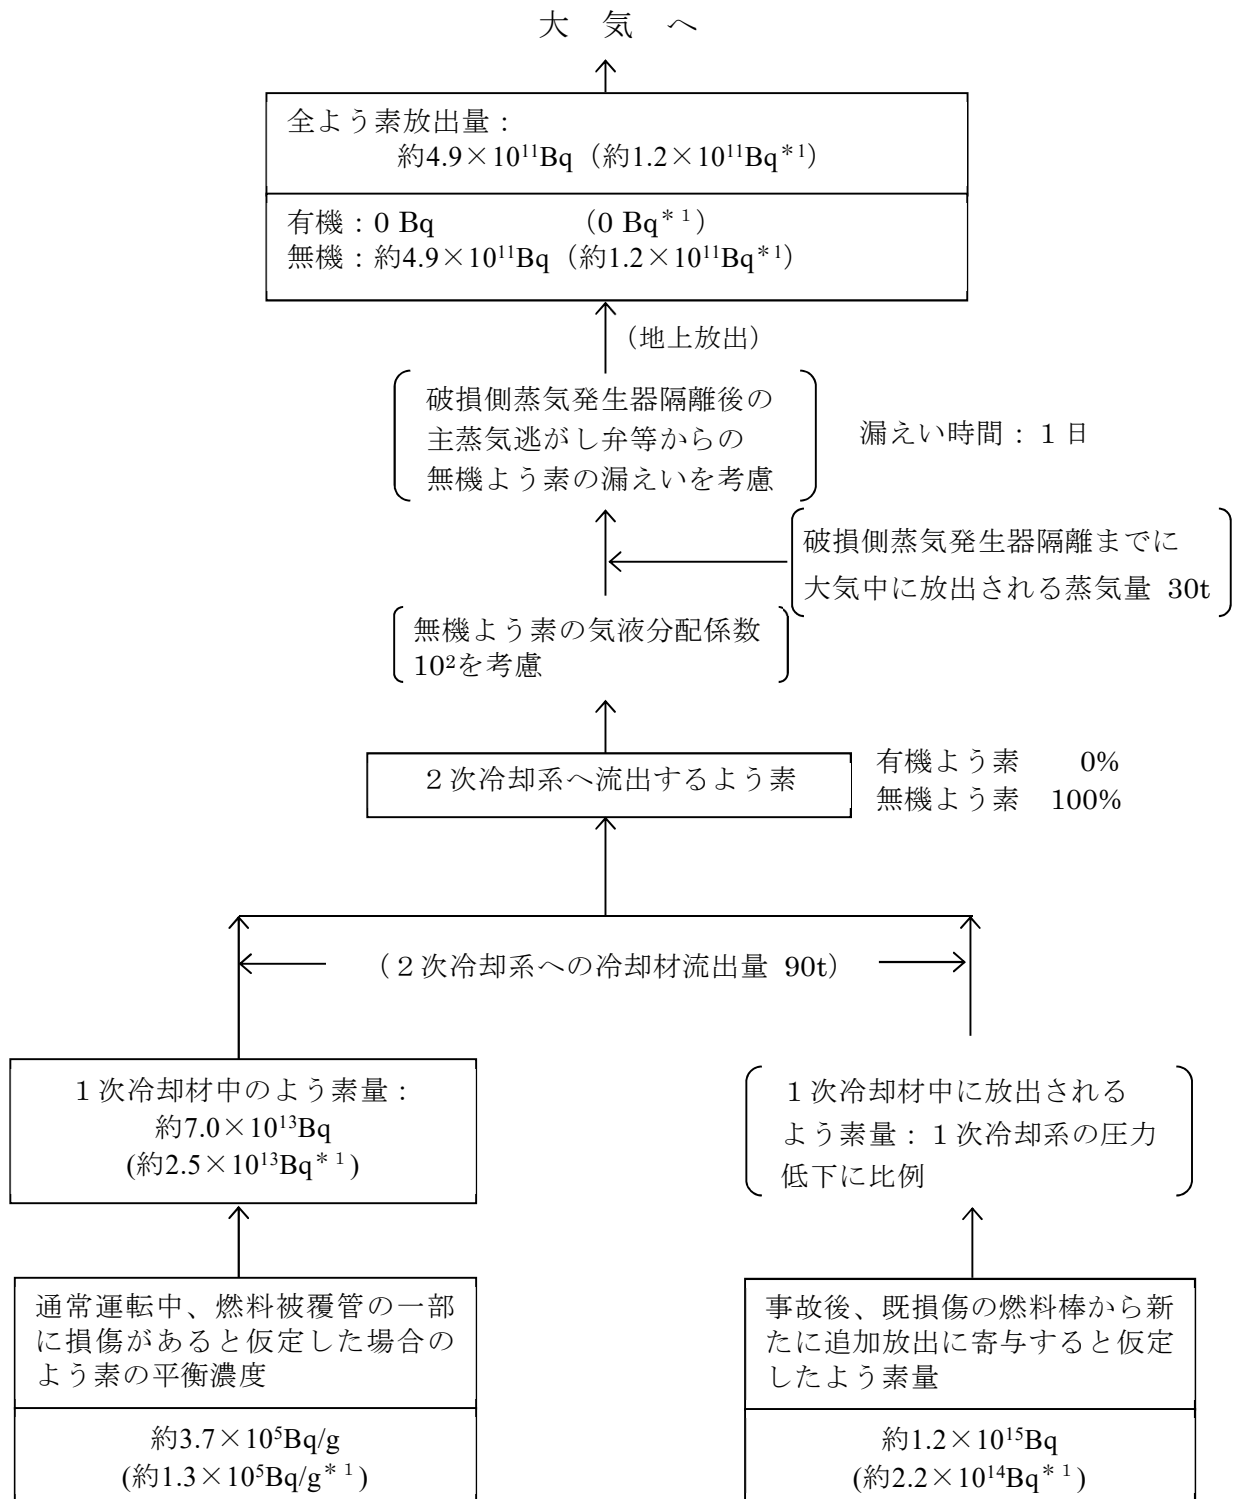 大　気　へ
全よう素放出量：
約4.9×10¹¹Bq（約1.2×10¹¹Bq＊¹）
有機：0 Bq　（0 Bq＊¹）
無機：約4.9×10¹¹Bq（約1.2×10¹¹Bq＊¹）
（地上放出）
破損側蒸気発生器隔離後の
主蒸気逃がし弁等からの
無機よう素の漏えいを考慮
漏えい時間：１日
破損側蒸気発生器隔離までに
大気中に放出される蒸気量 30t
無機よう素の気液分配係数
10²を考慮
２次冷却系へ流出するよう素
有機よう素　0%
無機よう素　100%
（２次冷却系への冷却材流出量 90t）
１次冷却材中のよう素量：
約7.0×10¹³Bq
(約2.5×10¹³Bq＊¹)
１次冷却材中に放出される
よう素量：１次冷却系の圧力
低下に比例
通常運転中、燃料被覆管の一部
に損傷があると仮定した場合の
よう素の平衡濃度
約3.7×10⁵Bq/g
(約1.3×10⁵Bq/g＊¹)
事故後、既損傷の燃料棒から新
たに追加放出に寄与すると仮定
したよう素量
約1.2×10¹⁵Bq
(約2.2×10¹⁴Bq＊¹)